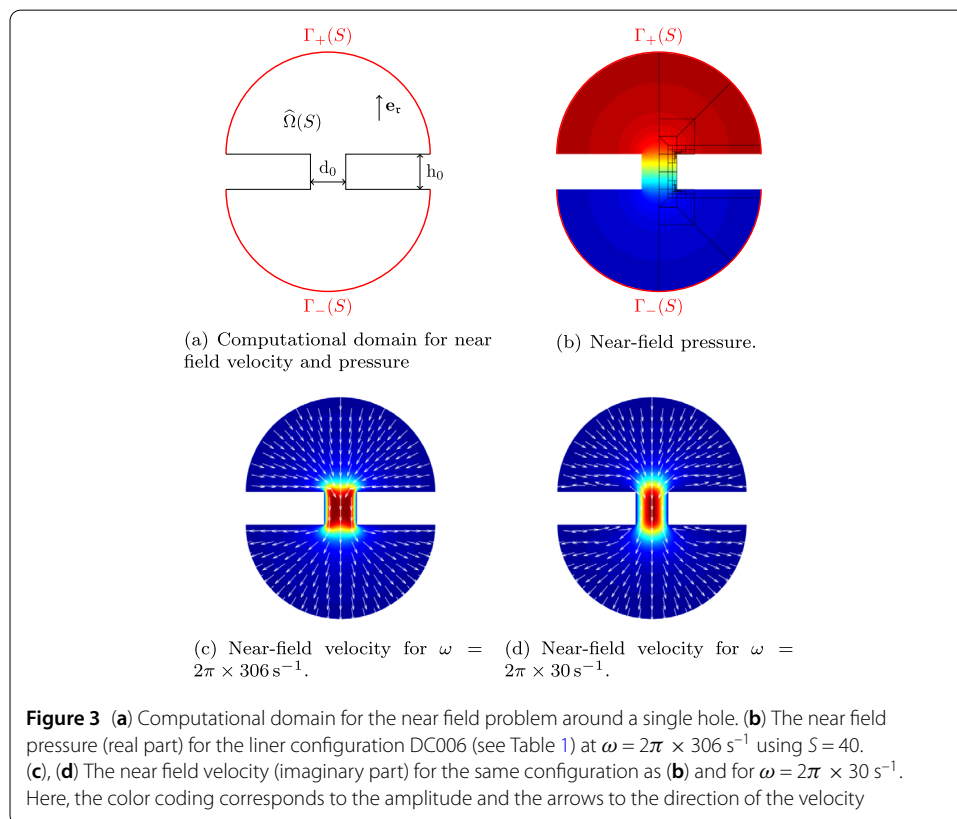 Γ₊(S)
Γ₊(S)
Ω̂(S)
e_r
d₀
h₀
Γ₋(S)
Γ₋(S)
(a) Computational domain for near
field velocity and pressure
(b) Near-field pressure.
(c) Near-field velocity for ω =
2π × 306 s⁻¹.
(d) Near-field velocity for ω =
2π × 30 s⁻¹.
Figure 3 (a) Computational domain for the near field problem around a single hole. (b) The near field
pressure (real part) for the liner configuration DC006 (see Table 1) at ω = 2π × 306 s⁻¹ using S = 40.
(c), (d) The near field velocity (imaginary part) for the same configuration as (b) and for ω = 2π × 30 s⁻¹.
Here, the color coding corresponds to the amplitude and the arrows to the direction of the velocity